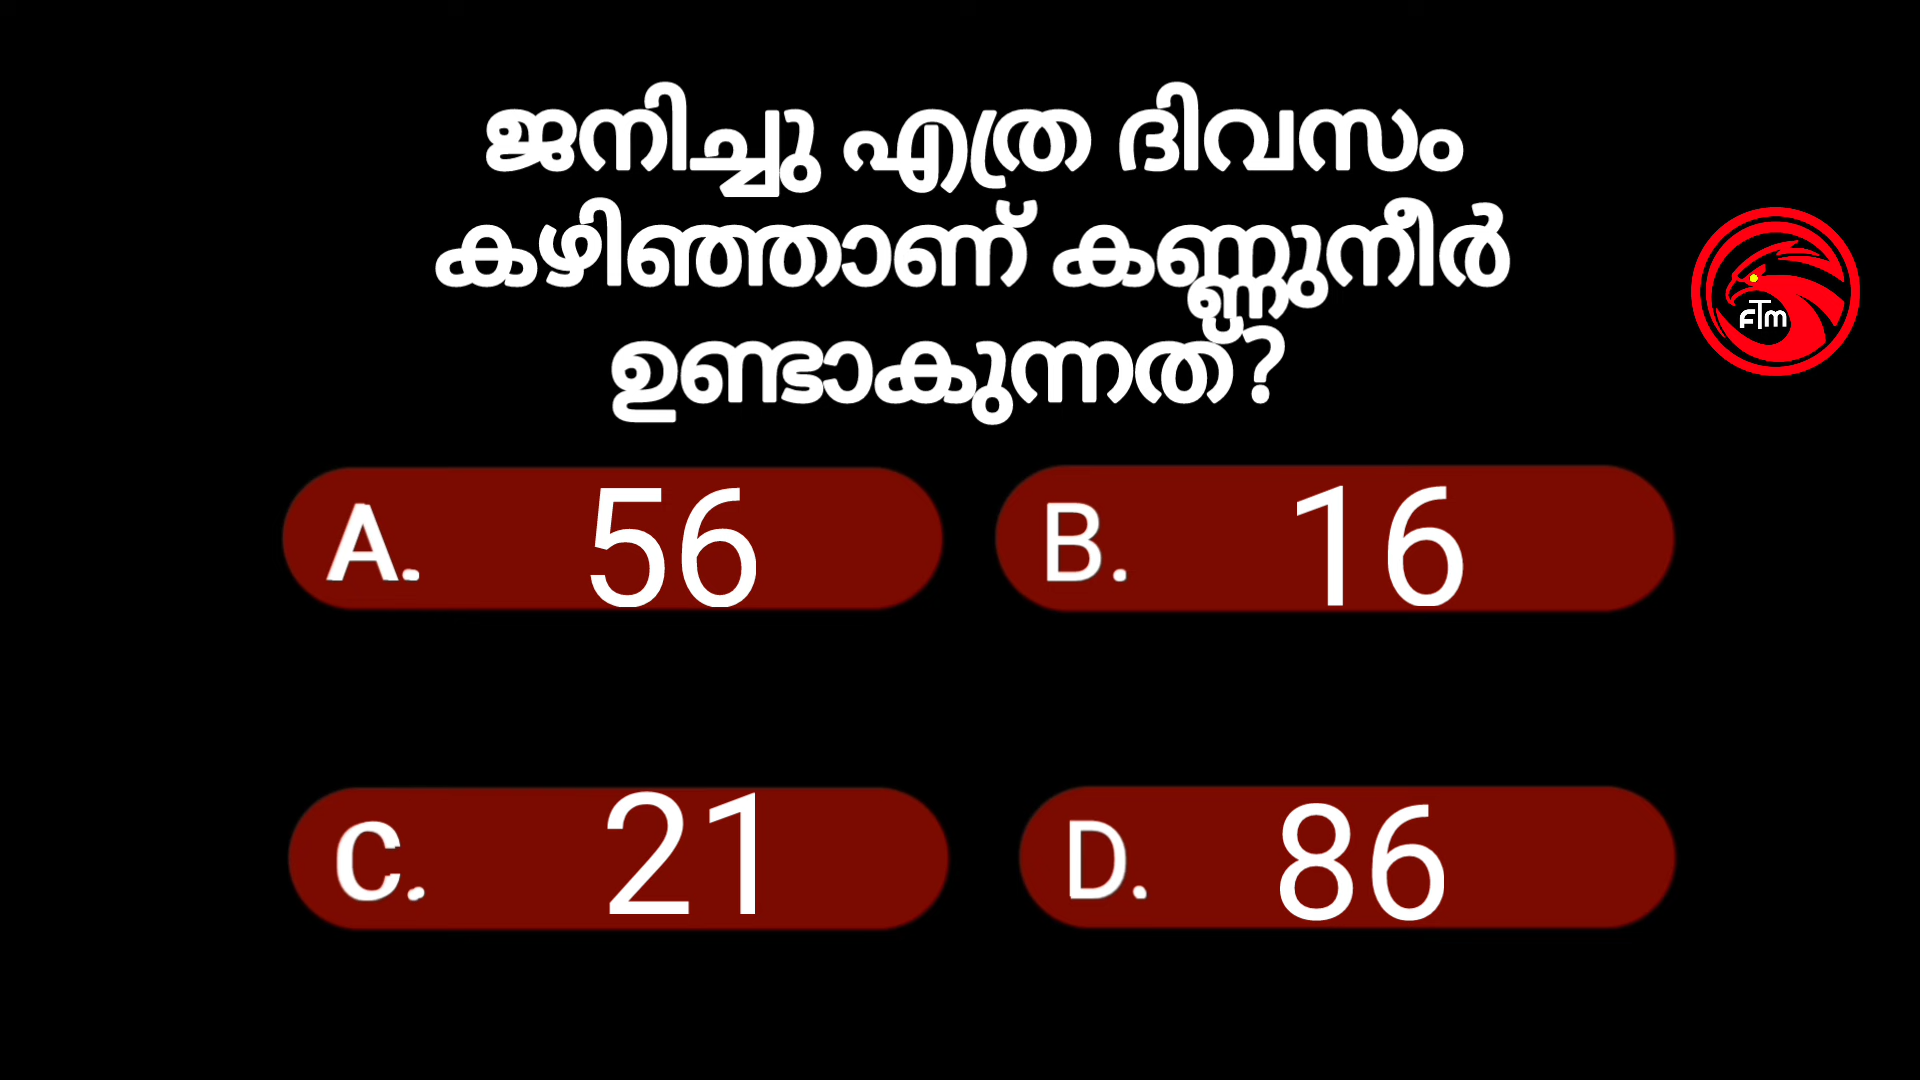 ജനിച്ചു എത്ര ദിവസം
കഴിഞ്ഞാണ് കണ്ണുനീർ
ഉണ്ടാകുന്നത്?
A. 56
B. 16
C. 21
D. 86
FTM